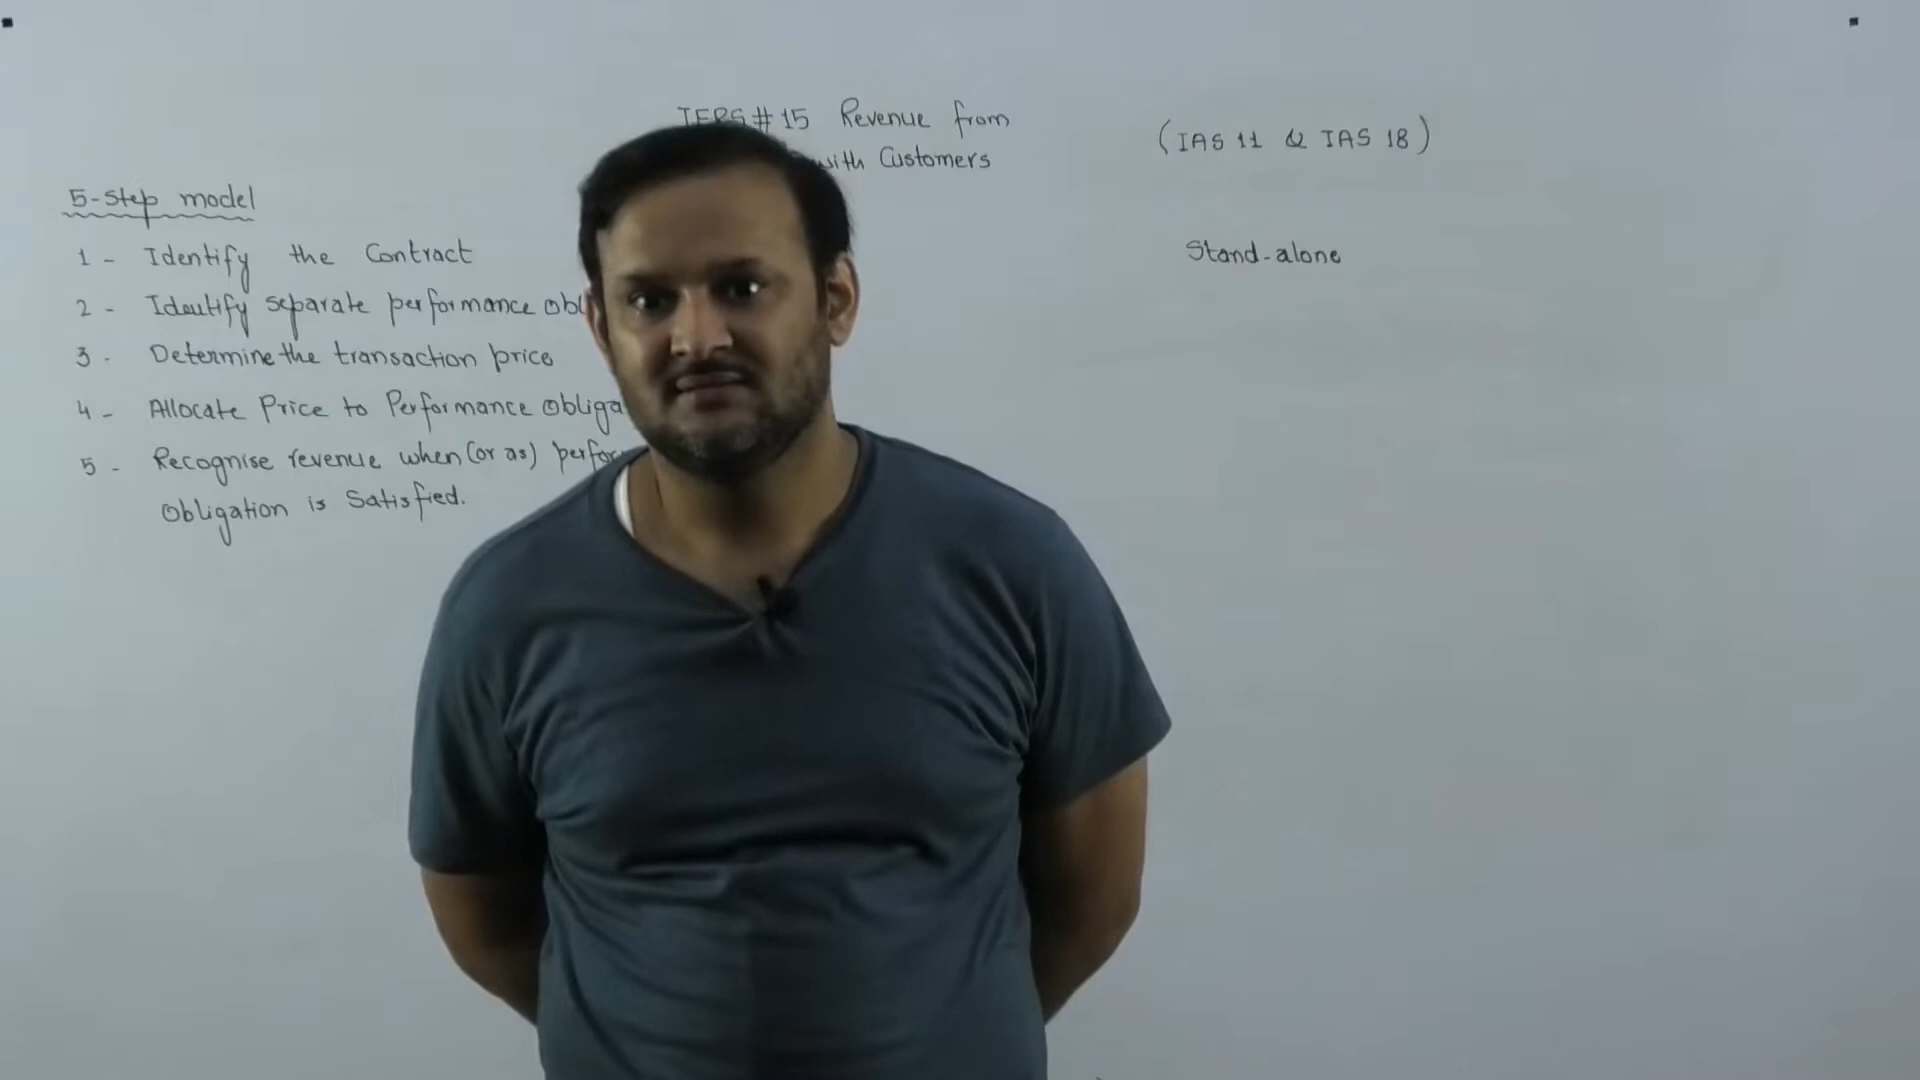 IFRS #15 Revenue from
with Customers
(IAS 11 & IAS 18)
5-Step model
1- Identify the Contract
2- Identify separate performance obl
3- Determine the transaction price
4- Allocate Price to Performance Obliga
5- Recognise revenue when (or as) perfor
Obligation is Satisfied.
Stand-alone